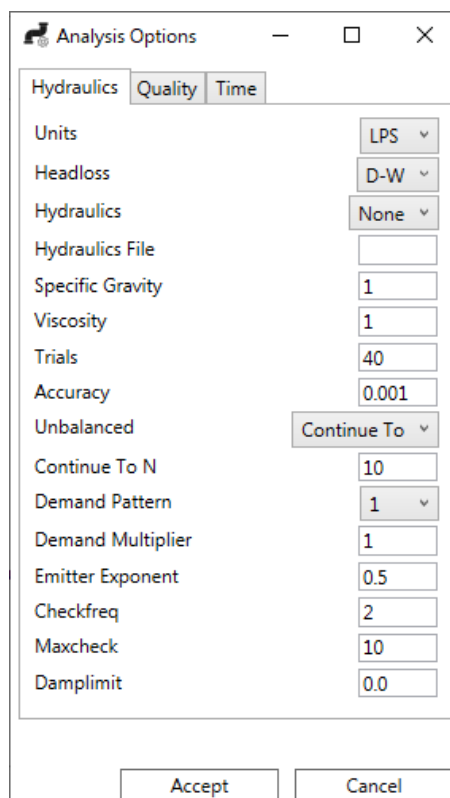 Analysis Options
Hydraulics Quality Time
Units LPS
Headloss D-W
Hydraulics None
Hydraulics File
Specific Gravity 1
Viscosity 1
Trials 40
Accuracy 0.001
Unbalanced Continue To
Continue To N 10
Demand Pattern 1
Demand Multiplier 1
Emitter Exponent 0.5
Checkfreq 2
Maxcheck 10
Damplimit 0.0
Accept Cancel